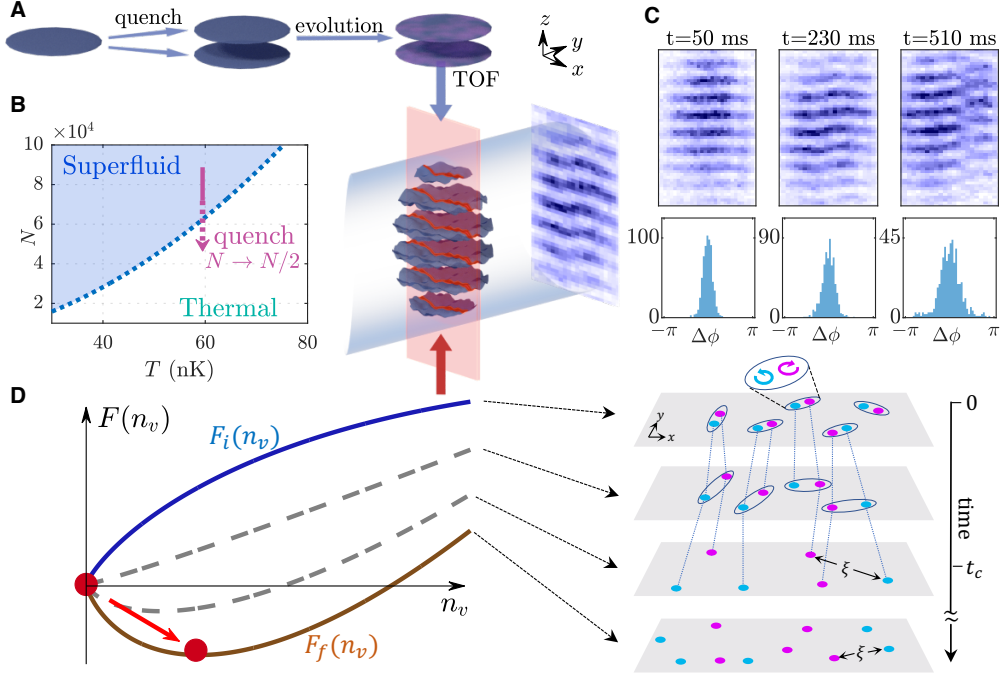 A
quench
evolution
TOF
z
y
x
B
×10⁴
10
8
6
4
2
N
Superfluid
quench
N → N/2
Thermal
40
60
80
T (nK)
C
t=50 ms
t=230 ms
t=510 ms
100
0
−π
Δϕ
π
90
0
−π
Δϕ
π
45
0
−π
Δϕ
π
D
F(n_v)
F_i(n_v)
n_v
F_f(n_v)
y
x
ξ
ξ
0
time
t_c